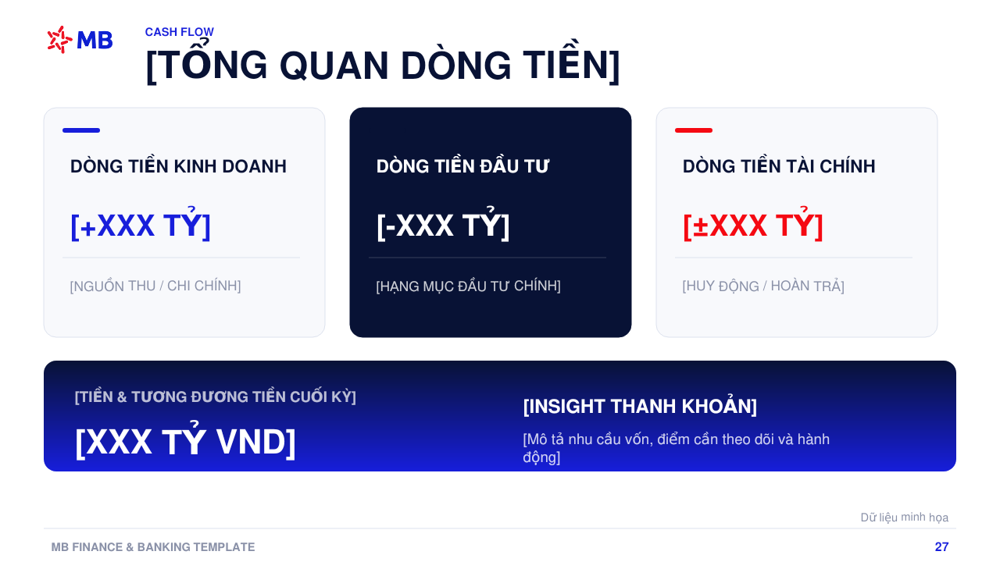 MB
CASH FLOW
[TỔNG QUAN DÒNG TIỀN]
DÒNG TIỀN KINH DOANH
[+XXX TỶ]
[NGUỒN THU / CHI CHÍNH]
DÒNG TIỀN ĐẦU TƯ
[-XXX TỶ]
[HẠNG MỤC ĐẦU TƯ CHÍNH]
DÒNG TIỀN TÀI CHÍNH
[±XXX TỶ]
[HUY ĐỘNG / HOÀN TRẢ]
[TIỀN & TƯƠNG ĐƯƠNG TIỀN CUỐI KỲ]
[XXX TỶ VND]
[INSIGHT THANH KHOẢN]
[Mô tả nhu cầu vốn, điểm cần theo dõi và hành
động]
Dữ liệu minh họa
MB FINANCE & BANKING TEMPLATE
27